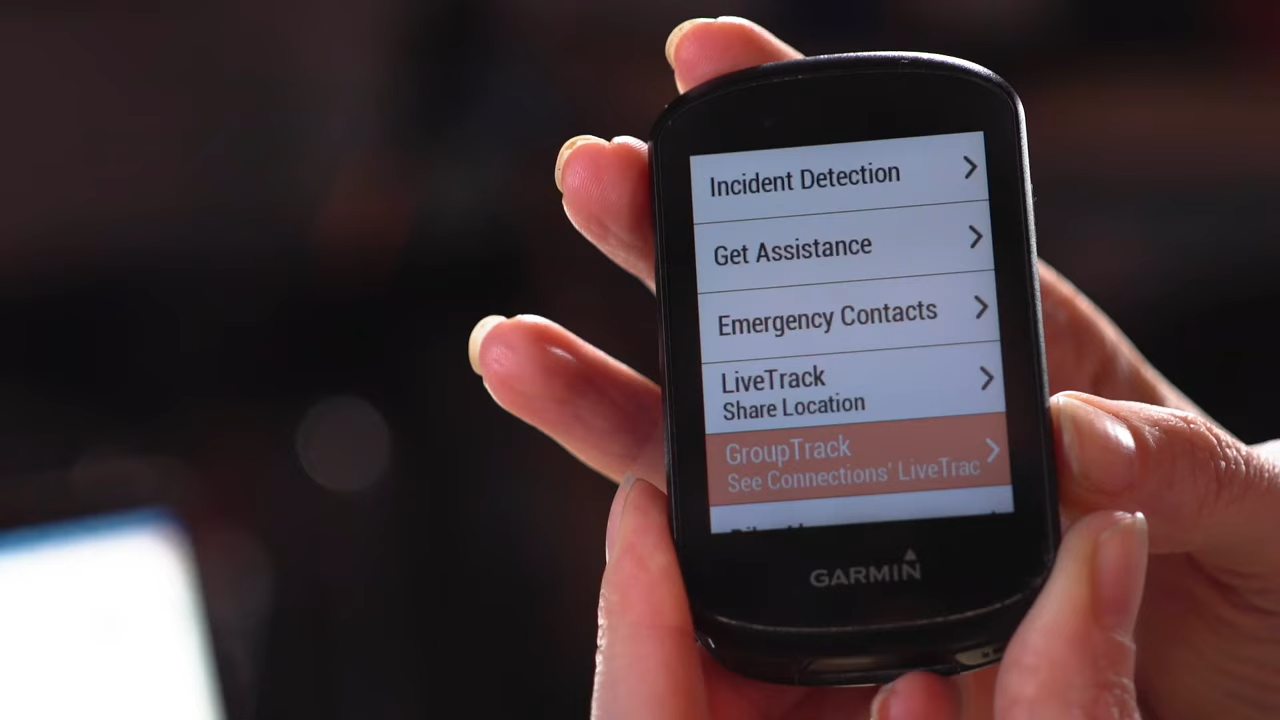 Incident Detection
Get Assistance
Emergency Contacts
LiveTrack
Share Location
GroupTrack
See Connections' LiveTrac
GARMIN